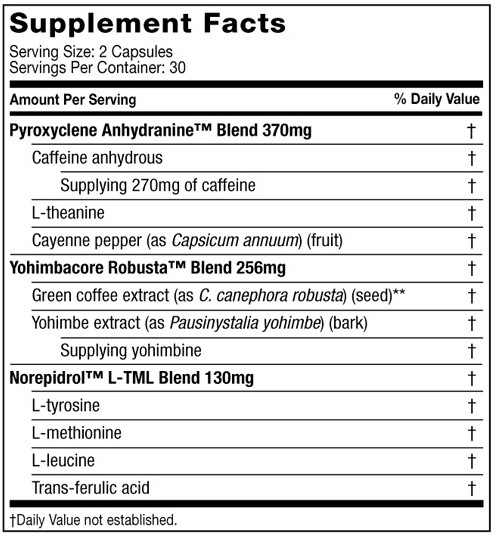 Supplement Facts
Serving Size: 2 Capsules
Servings Per Container: 30
Amount Per Serving % Daily Value
Pyroxyclene Anhydranine™ Blend 370mg †
Caffeine anhydrous †
Supplying 270mg of caffeine †
L-theanine †
Cayenne pepper (as Capsicum annuum) (fruit) †
Yohimbacore Robusta™ Blend 256mg †
Green coffee extract (as C. canephora robusta) (seed)** †
Yohimbe extract (as Pausinystalia yohimbe) (bark) †
Supplying yohimbine †
Norepidrol™ L-TML Blend 130mg †
L-tyrosine †
L-methionine †
L-leucine †
Trans-ferulic acid †
†Daily Value not established.